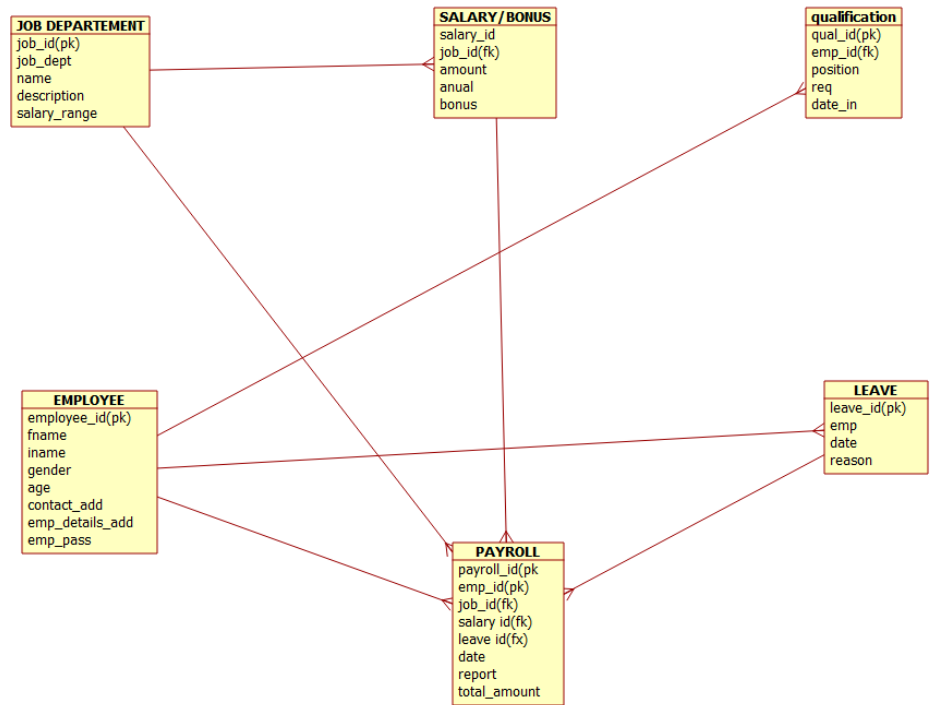 JOB DEPARTEMENT
job_id(pk)
job_dept
name
description
salary_range
SALARY/BONUS
salary_id
job_id(fk)
amount
anual
bonus
qualification
qual_id(pk)
emp_id(fk)
position
req
date_in
EMPLOYEE
employee_id(pk)
fname
iname
gender
age
contact_add
emp_details_add
emp_pass
LEAVE
leave_id(pk)
emp
date
reason
PAYROLL
payroll_id(pk
emp_id(pk)
job_id(fk)
salary id(fk)
leave id(fx)
date
report
total_amount